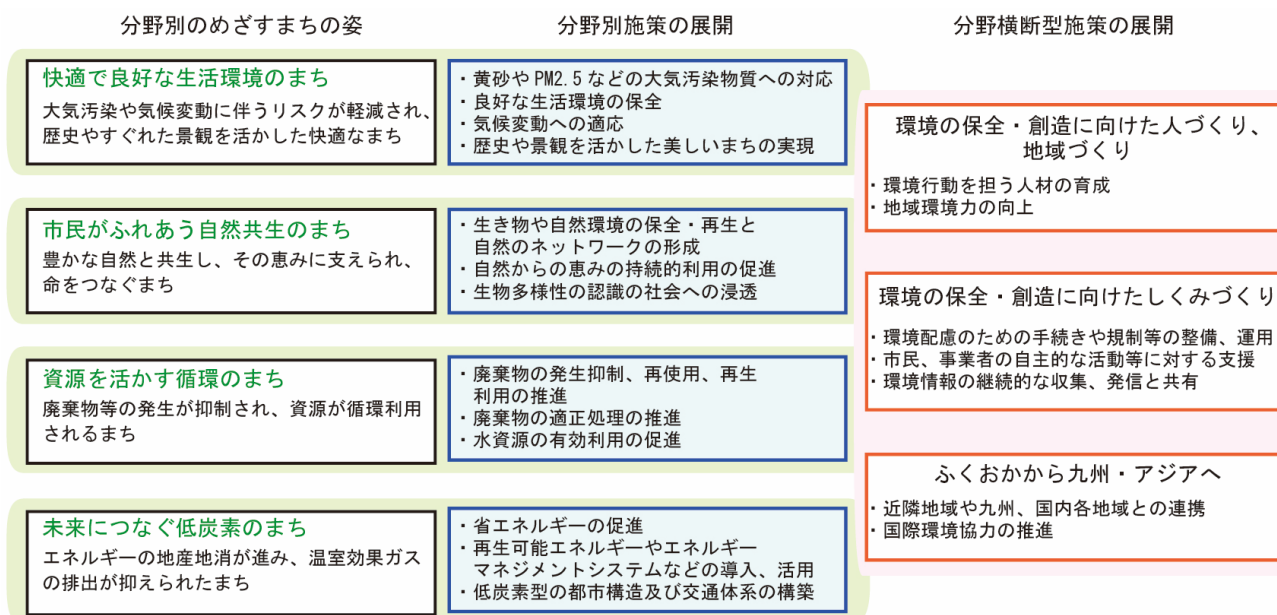 分野別のめざすまちの姿
分野別施策の展開
分野横断型施策の展開
快適で良好な生活環境のまち
大気汚染や気候変動に伴うリスクが軽減され、
歴史やすぐれた景観を活かした快適なまち
・黄砂やPM2.5などの大気汚染物質への対応
・良好な生活環境の保全
・気候変動への適応
・歴史や景観を活かした美しいまちの実現
市民がふれあう自然共生のまち
豊かな自然と共生し、その恵みに支えられ、
命をつなぐまち
・生き物や自然環境の保全・再生と
自然のネットワークの形成
・自然からの恵みの持続的利用の促進
・生物多様性の認識の社会への浸透
資源を活かす循環のまち
廃棄物等の発生が抑制され、資源が循環利用
されるまち
・廃棄物の発生抑制、再使用、再生
利用の推進
・廃棄物の適正処理の推進
・水資源の有効利用の促進
未来につなぐ低炭素のまち
エネルギーの地産地消が進み、温室効果ガス
の排出が抑えられたまち
・省エネルギーの促進
・再生可能エネルギーやエネルギー
マネジメントシステムなどの導入、活用
・低炭素型の都市構造及び交通体系の構築
環境の保全・創造に向けた人づくり、
地域づくり
・環境行動を担う人材の育成
・地域環境力の向上
環境の保全・創造に向けたしくみづくり
・環境配慮のための手続きや規制等の整備、運用
・市民、事業者の自主的な活動等に対する支援
・環境情報の継続的な収集、発信と共有
ふくおかから九州・アジアへ
・近隣地域や九州、国内各地域との連携
・国際環境協力の推進